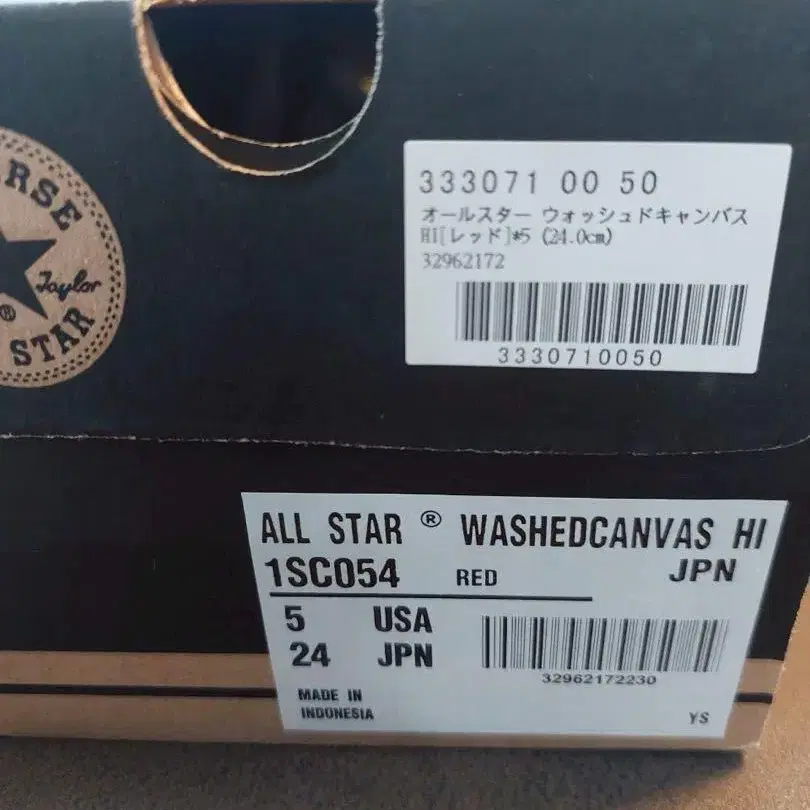 333071 00 50
オールスター ウォッシュドキャンバス
HI[レッド]*5 (24.0cm)
32962172
3330710050
RSE
Taylor
®
STAR
ALL STAR ® WASHEDCANVAS HI
1SC054 RED JPN
5 USA
24 JPN
32962172230
MADE IN
INDONESIA
YS